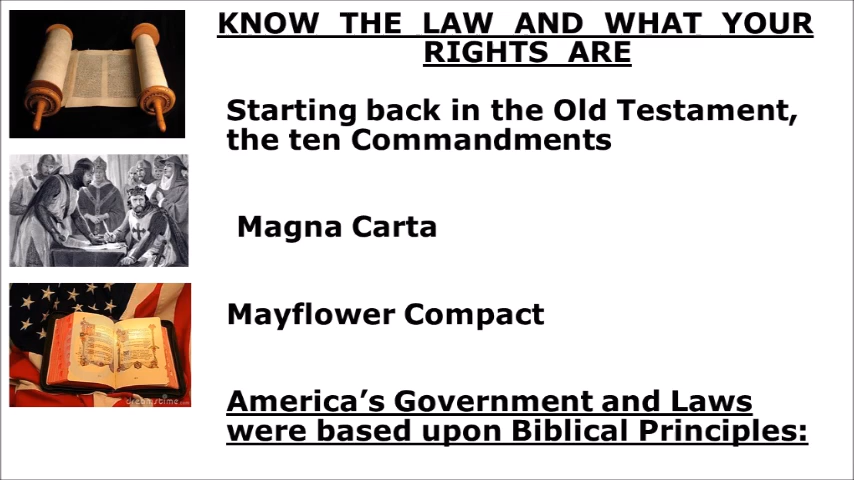 KNOW THE LAW AND WHAT YOUR
RIGHTS ARE
Starting back in the Old Testament,
the ten Commandments
Magna Carta
Mayflower Compact
America’s Government and Laws
were based upon Biblical Principles:
dreamstime